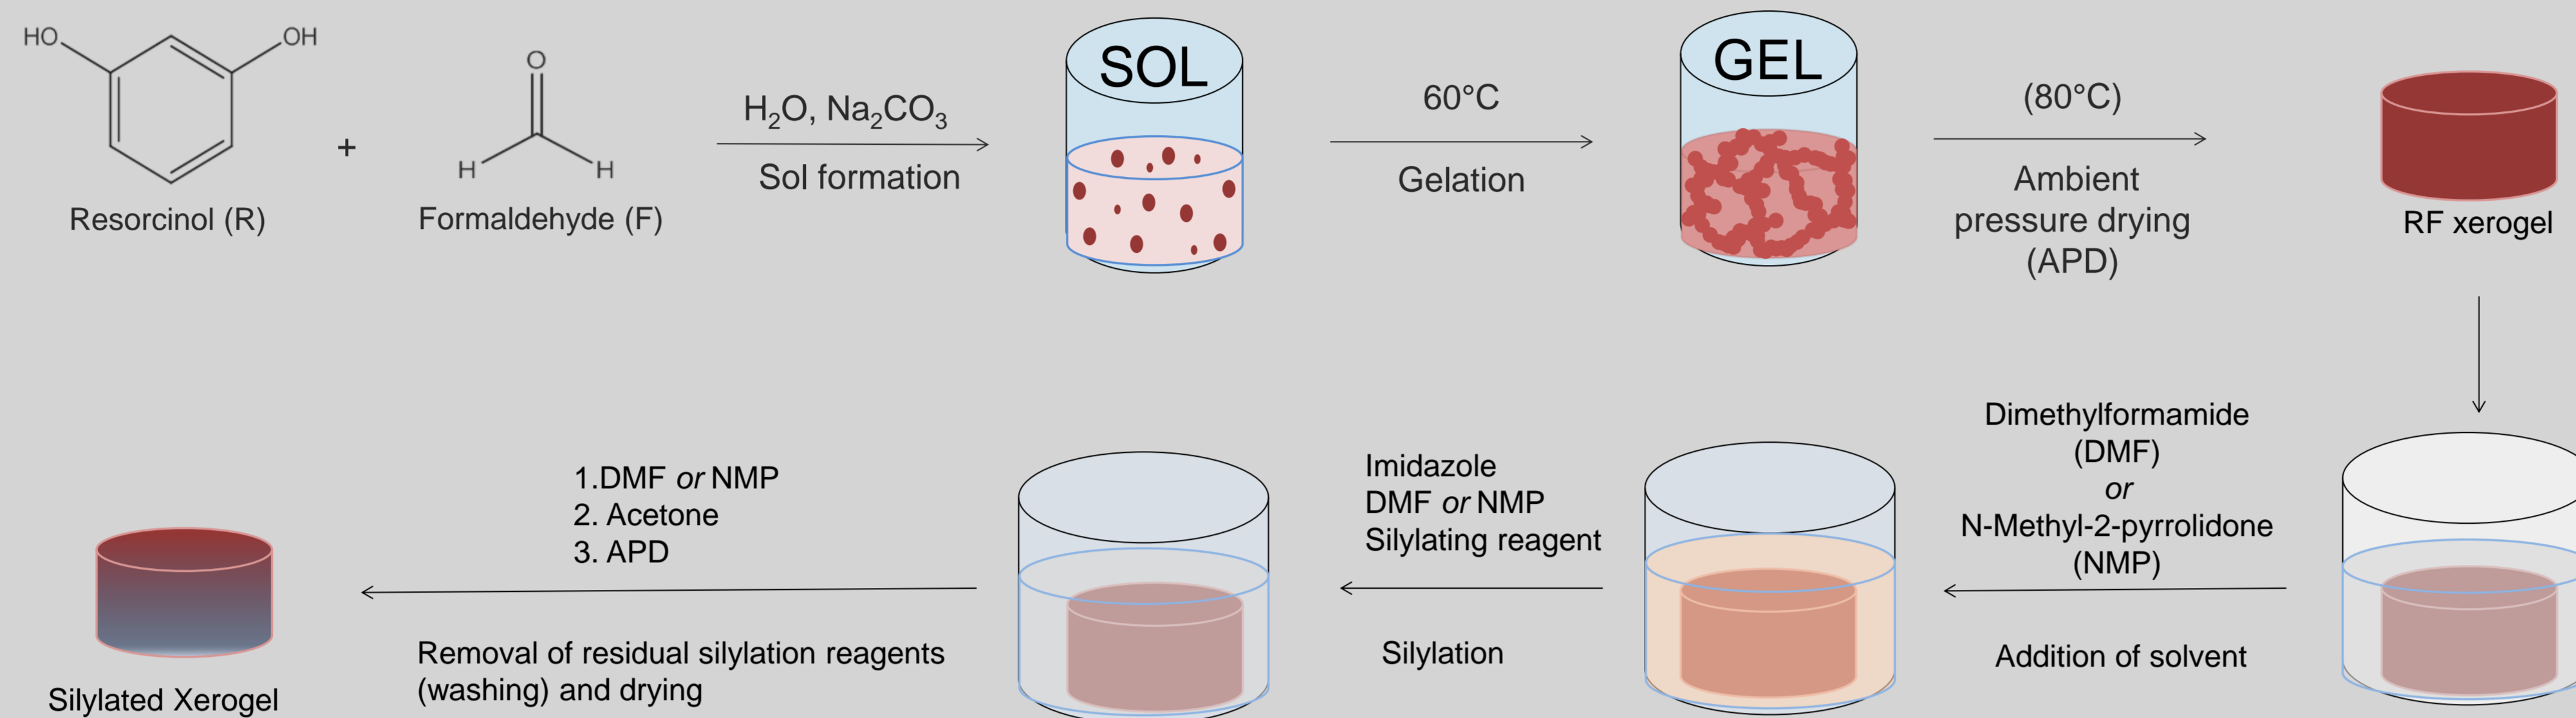 HO
OH
O
H
H
+
Resorcinol (R)
Formaldehyde (F)
H₂O, Na₂CO₃
Sol formation
SOL
60°C
Gelation
GEL
(80°C)
Ambient
pressure drying
(APD)
RF xerogel
Dimethylformamide
(DMF)
or
N-Methyl-2-pyrrolidone
(NMP)
Addition of solvent
Imidazole
DMF or NMP
Silylating reagent
Silylation
1.DMF or NMP
2. Acetone
3. APD
Removal of residual silylation reagents
(washing) and drying
Silylated Xerogel